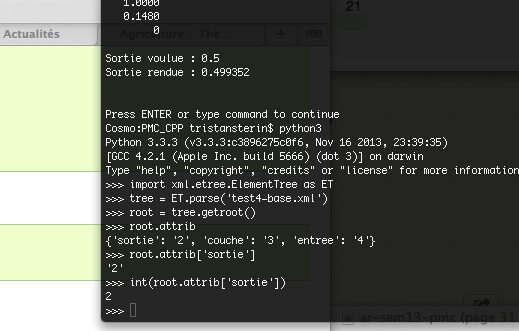 1.0000
0.1480
0
21
Actualités
Agriculture – The...
+
Sortie voulue : 0.5
Sortie rendue : 0.499352
Press ENTER or type command to continue
Cosmo:PMC_CPP tristansterin$ python3
Python 3.3.3 (v3.3.3:c3896275c0f6, Nov 16 2013, 23:39:35)
[GCC 4.2.1 (Apple Inc. build 5666) (dot 3)] on darwin
Type "help", "copyright", "credits" or "license" for more information
>>> import xml.etree.ElementTree as ET
>>> tree = ET.parse('test4-base.xml')
>>> root = tree.getroot()
>>> root.attrib
{'sortie': '2', 'couche': '3', 'entree': '4'}
>>> root.attrib['sortie']
'2'
>>> int(root.attrib['sortie'])
2
>>>
ar-sem13-pmc (page 31